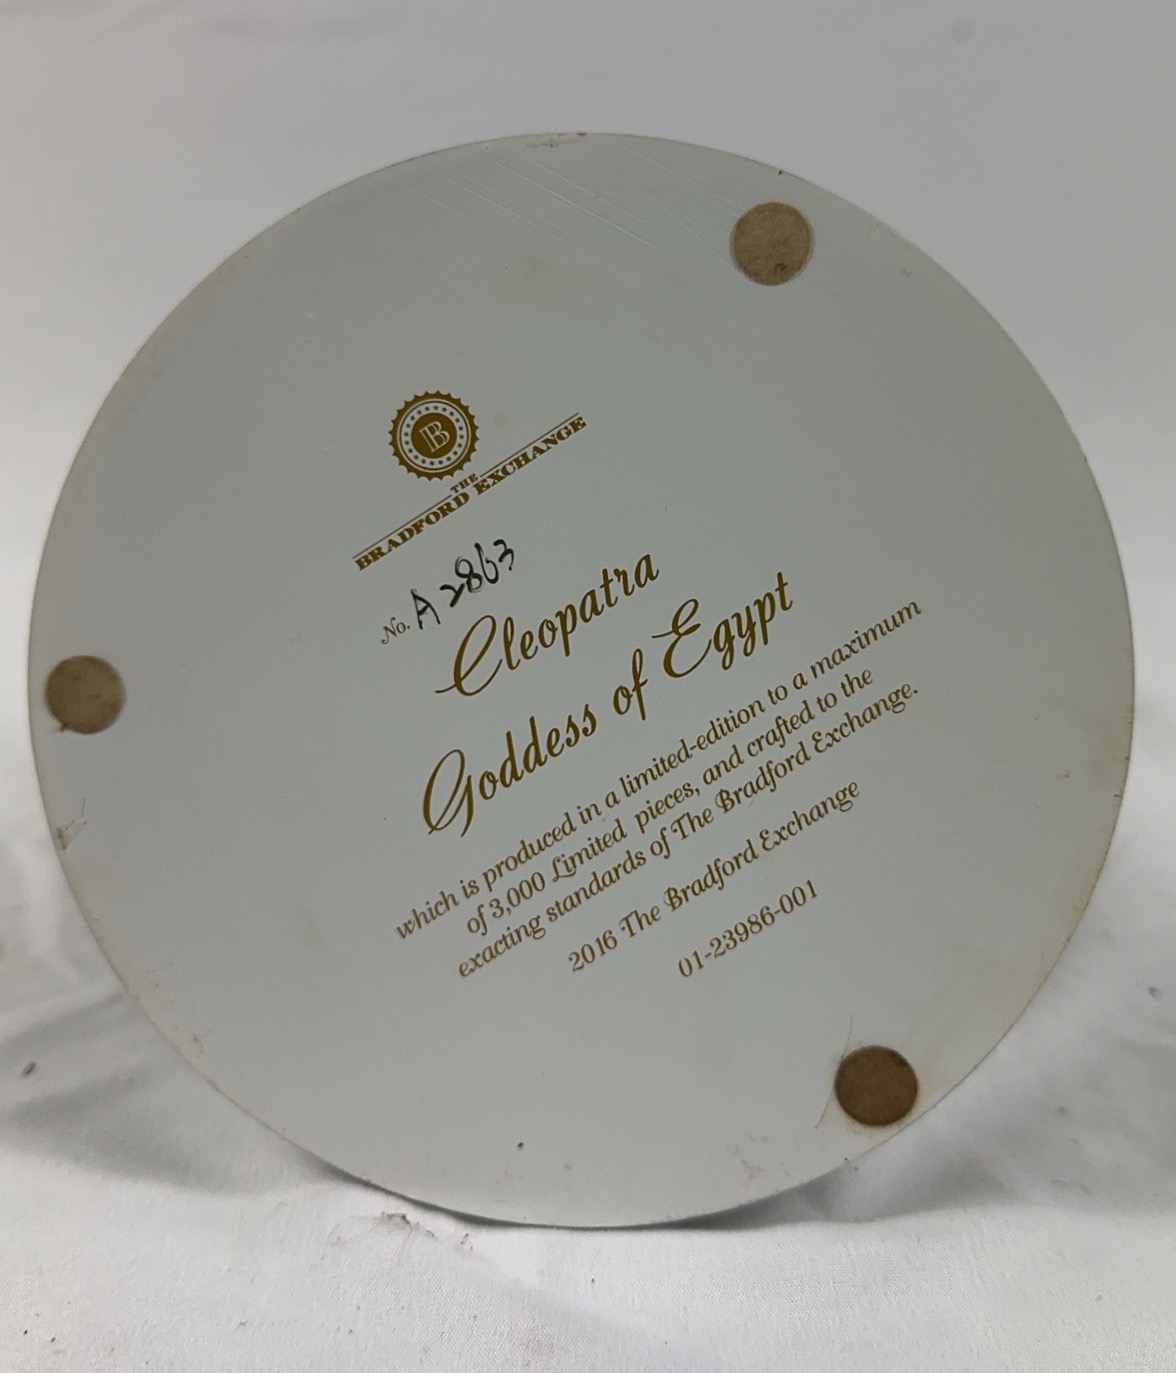 B
THE
BRADFORD EXCHANGE
No. A2863
Cleopatra
Goddess of Egypt
which is produced in a limited-edition to a maximum
of 3,000 Limited pieces, and crafted to the
exacting standards of The Bradford Exchange.
2016 The Bradford Exchange
01-23986-001